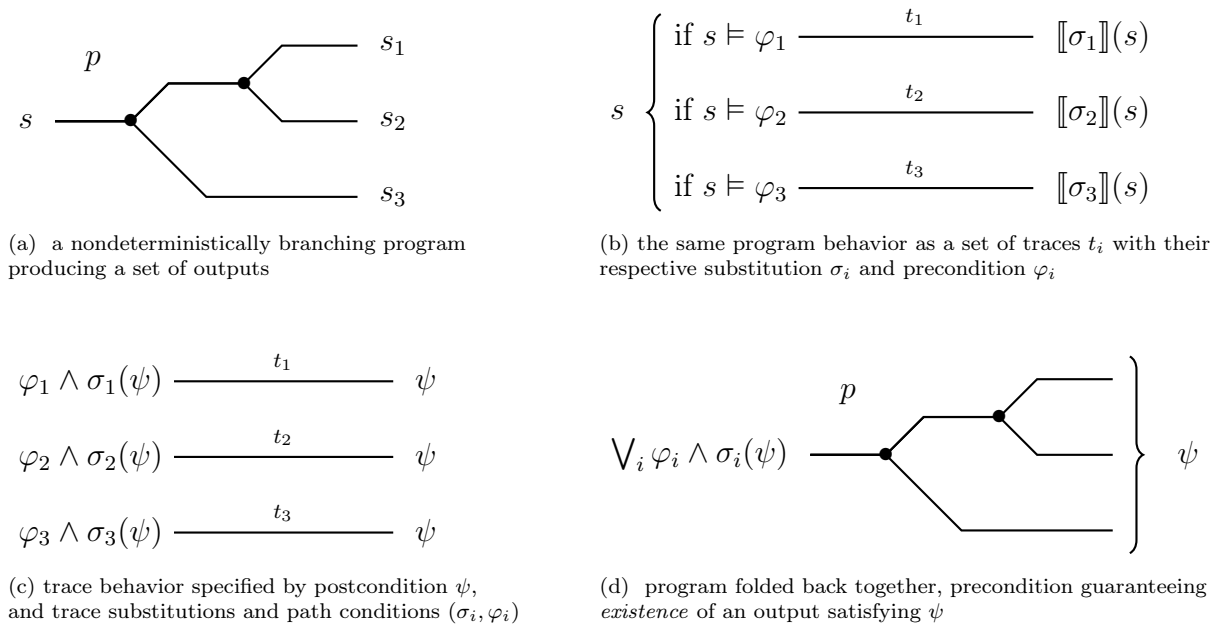 p
s
s₁
s₂
s₃
(a) a nondeterministically branching program
producing a set of outputs
s
if s ⊨ φ₁ t₁ ⟦σ₁⟧(s)
if s ⊨ φ₂ t₂ ⟦σ₂⟧(s)
if s ⊨ φ₃ t₃ ⟦σ₃⟧(s)
(b) the same program behavior as a set of traces tᵢ with their
respective substitution σᵢ and precondition φᵢ
φ₁ ∧ σ₁(ψ) t₁ ψ
φ₂ ∧ σ₂(ψ) t₂ ψ
φ₃ ∧ σ₃(ψ) t₃ ψ
(c) trace behavior specified by postcondition ψ,
and trace substitutions and path conditions (σᵢ, φᵢ)
p
⋁ᵢ φᵢ ∧ σᵢ(ψ) ψ
(d) program folded back together, precondition guaranteeing
existence of an output satisfying ψ